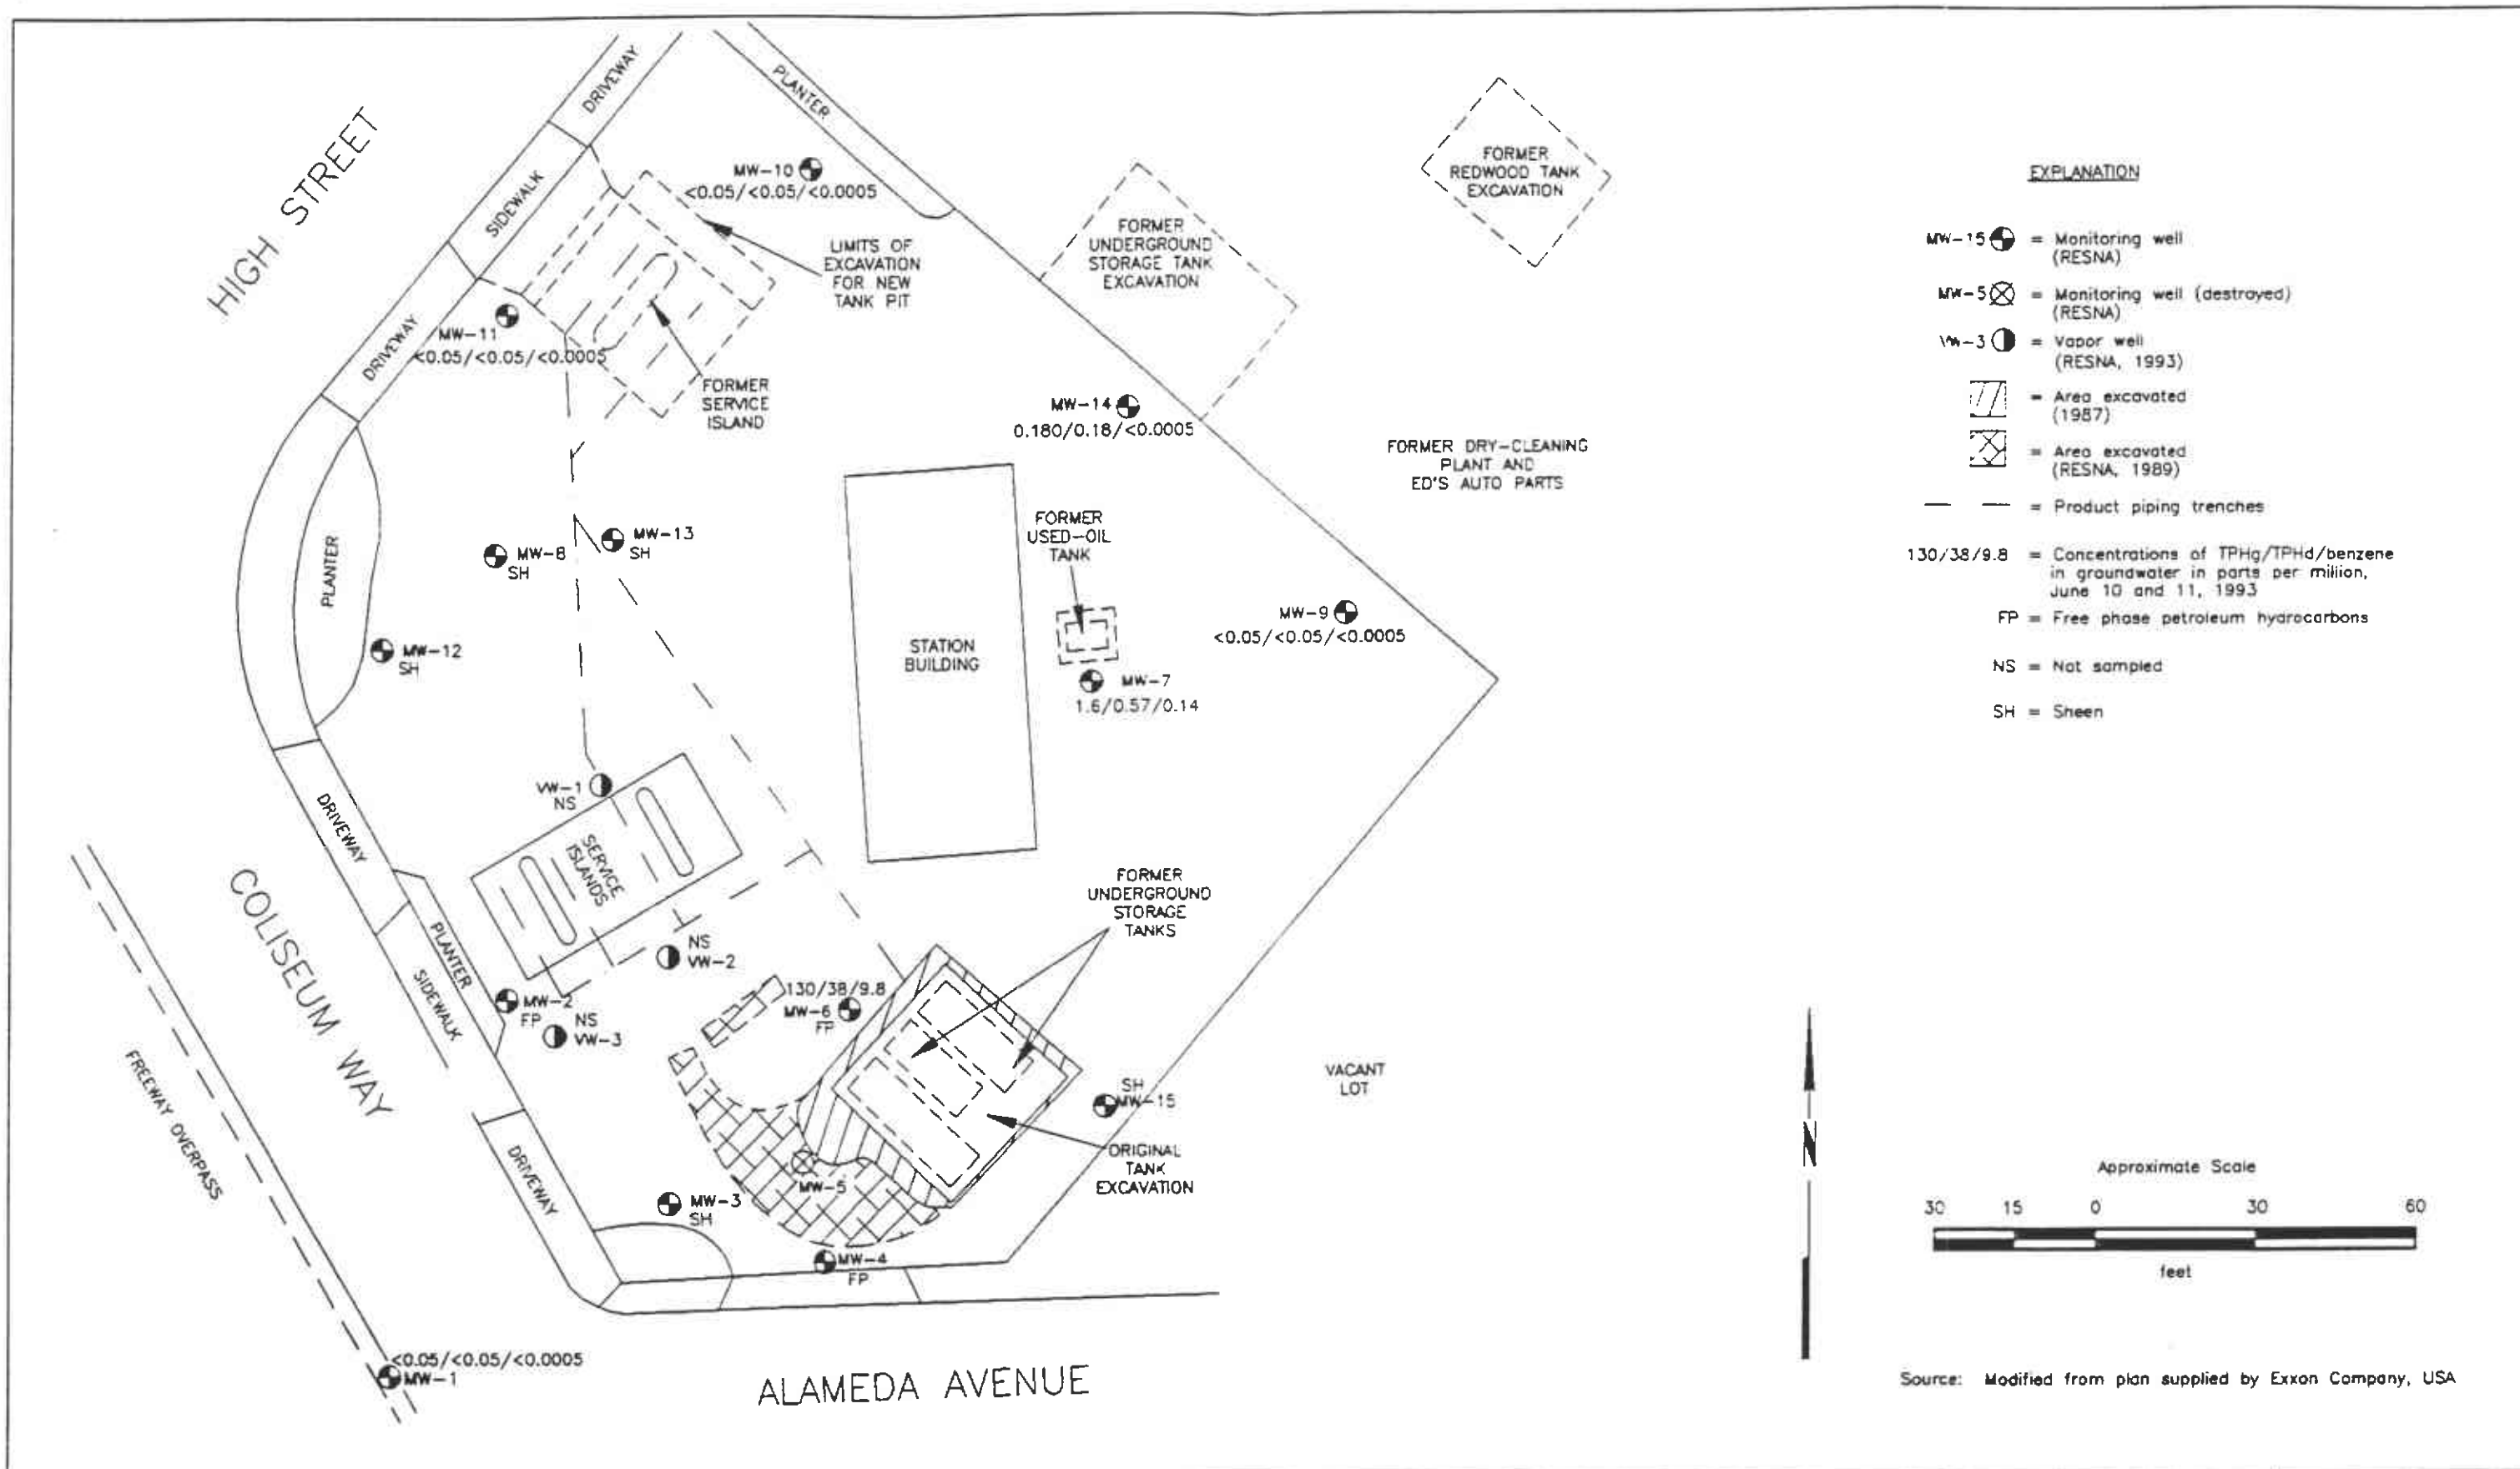 DRIVEWAY
PLANTER
HIGH STREET
SIDEWALK
MW-10
<0.05/<0.05/<0.0005
LIMITS OF
EXCAVATION
FOR NEW
TANK PIT
FORMER
UNDERGROUND
STORAGE TANK
EXCAVATION
FORMER
REDWOOD TANK
EXCAVATION
DRIVEWAY
MW-11
<0.05/<0.05/<0.0005
FORMER
SERVICE
ISLAND
MW-14
0.180/0.18/<0.0005
FORMER DRY-CLEANING
PLANT AND
ED'S AUTO PARTS
PLANTER
MW-8
SH
MW-13
SH
FORMER
USED-OIL
TANK
MW-12
SH
STATION
BUILDING
MW-9
<0.05/<0.05/<0.0005
MW-7
1.6/0.57/0.14
DRIVEWAY
VW-1
NS
SERVICE
ISLANDS
COLISEUM WAY
PLANTER
SIDEWALK
NS
VW-2
FORMER
UNDERGROUND
STORAGE
TANKS
MW-2
FP
NS
VW-3
130/38/9.8
MW-6
FP
FREEWAY OVERPASS
DRIVEWAY
SH
MW-15
VACANT
LOT
ORIGINAL
TANK
EXCAVATION
MW-5
MW-3
SH
MW-4
FP
<0.05/<0.05/<0.0005
MW-1
ALAMEDA AVENUE
EXPLANATION
MW-15 = Monitoring well
(RESNA)
MW-5 = Monitoring well (destroyed)
(RESNA)
VW-3 = Vapor well
(RESNA, 1993)
= Area excavated
(1987)
= Area excavated
(RESNA, 1989)
= Product piping trenches
130/38/9.8 = Concentrations of TPHg/TPHd/benzene
in groundwater in parts per million,
June 10 and 11, 1993
FP = Free phase petroleum hydrocarbons
NS = Not sampled
SH = Sheen
N
Approximate Scale
30 15 0 30 60
feet
Source: Modified from plan supplied by Exxon Company, USA